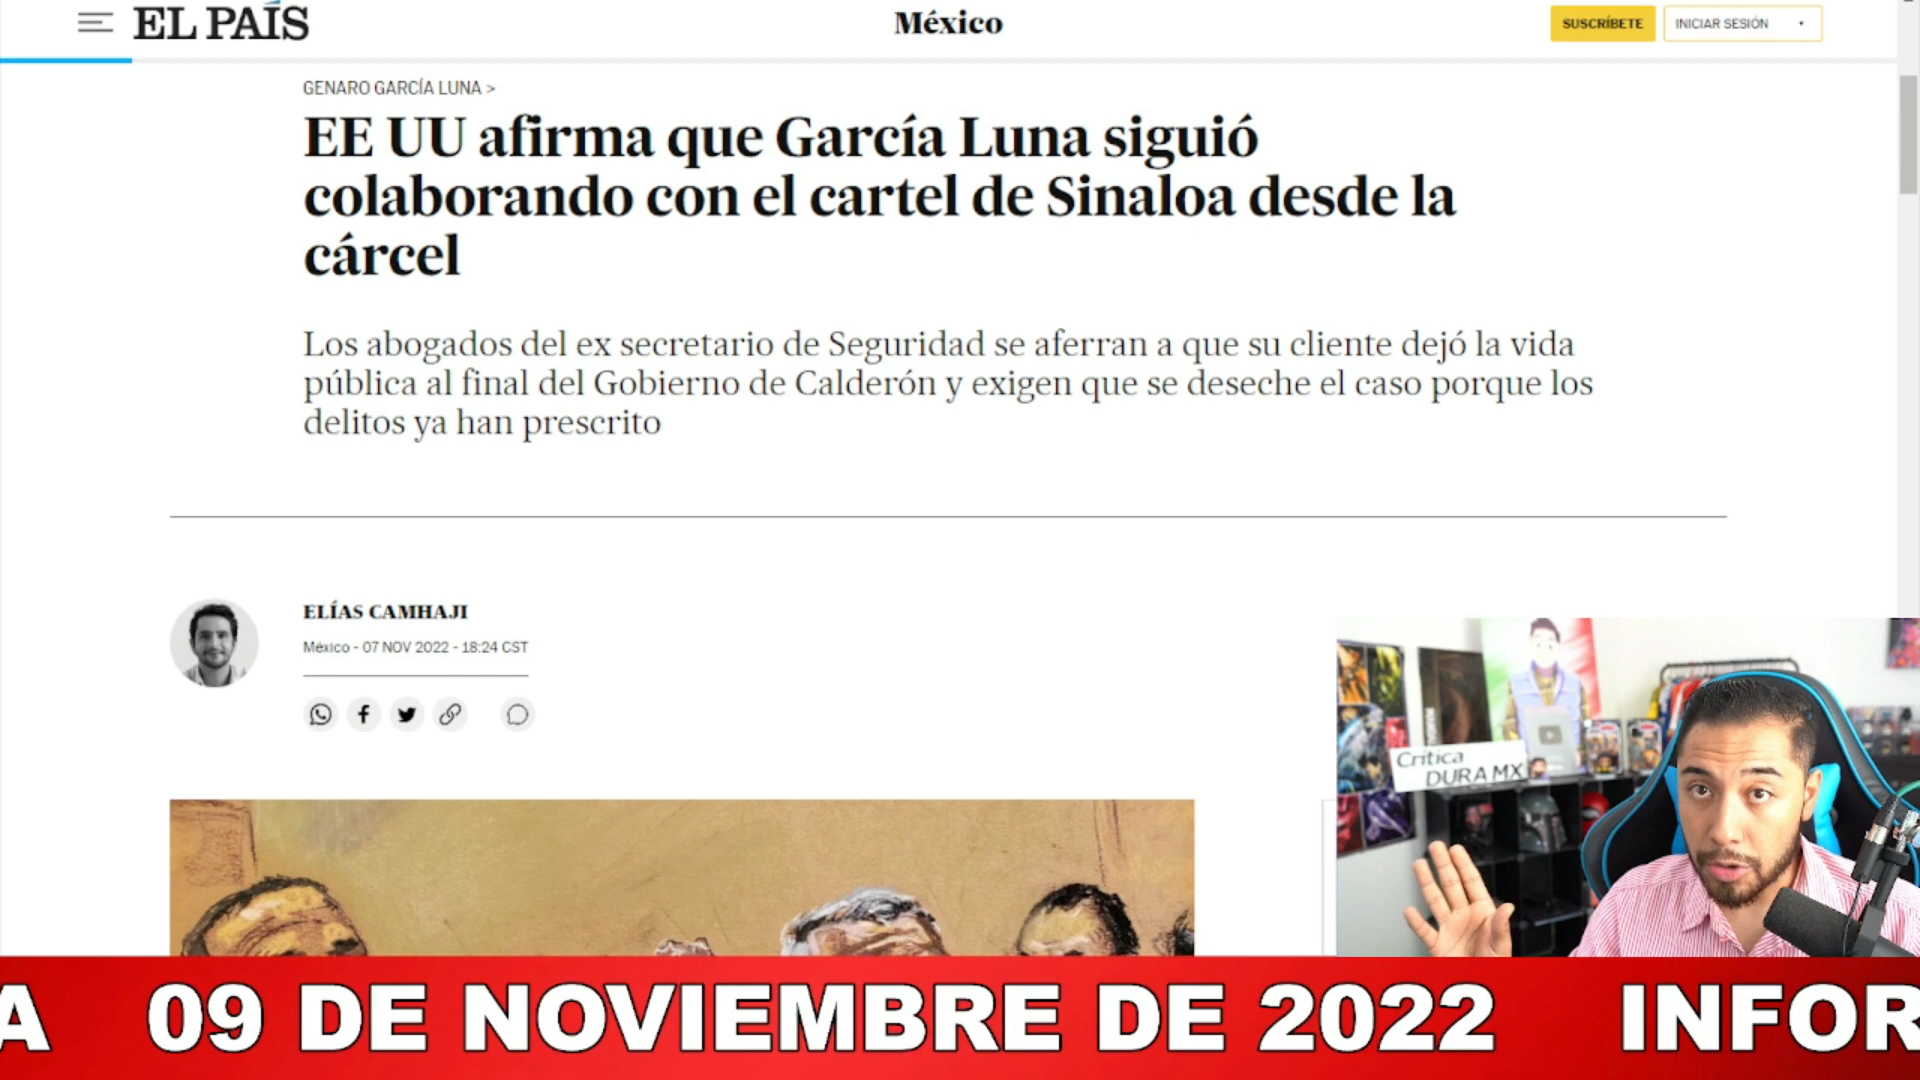 EL PAÍS
México
SUSCRÍBETE
INICIAR SESIÓN
GENARO GARCÍA LUNA >
EE UU afirma que García Luna siguió
colaborando con el cartel de Sinaloa desde la
cárcel
Los abogados del ex secretario de Seguridad se aferran a que su cliente dejó la vida
pública al final del Gobierno de Calderón y exigen que se deseche el caso porque los
delitos ya han prescrito
ELÍAS CAMHAJI
México - 07 NOV 2022 - 18:24 CST
Crítica
DURA MX
A 09 DE NOVIEMBRE DE 2022 INFOR